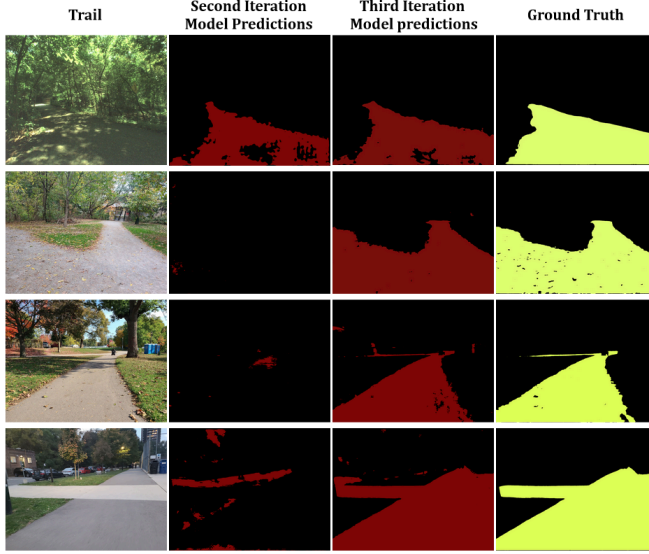 Trail
Second Iteration
Model Predictions
Third Iteration
Model predictions
Ground Truth